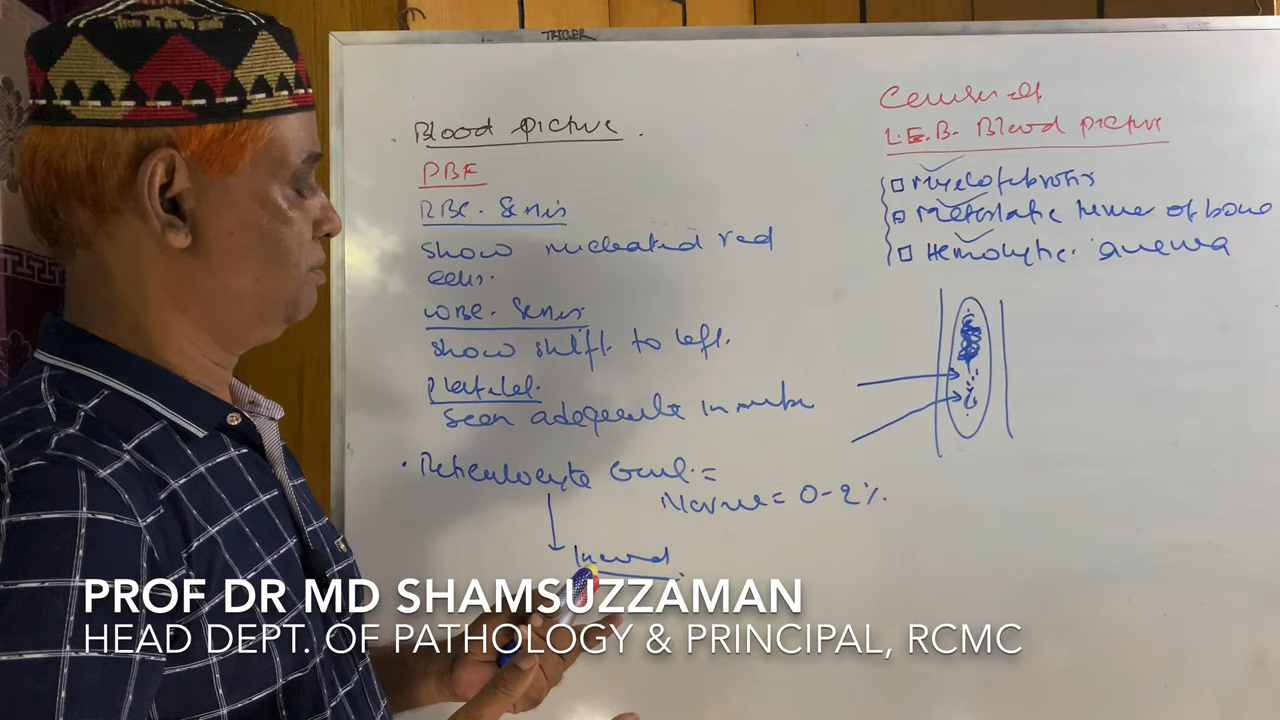 TRIGER
Blood picture.
PBF
RBC. Series
show nucleated red
cells.
WBC. Series
show shift to left.
Platelet.
Seen adequate in number
Reticulocyte Count =
Normal = 0-2%.
Increased
Causes of
L.E.B. Blood picture
Myelofibrosis
Metastatic tumor of bone
Hemolytic. anemia
PROF DR MD SHAMSUZZAMAN
HEAD DEPT. OF PATHOLOGY & PRINCIPAL, RCMC